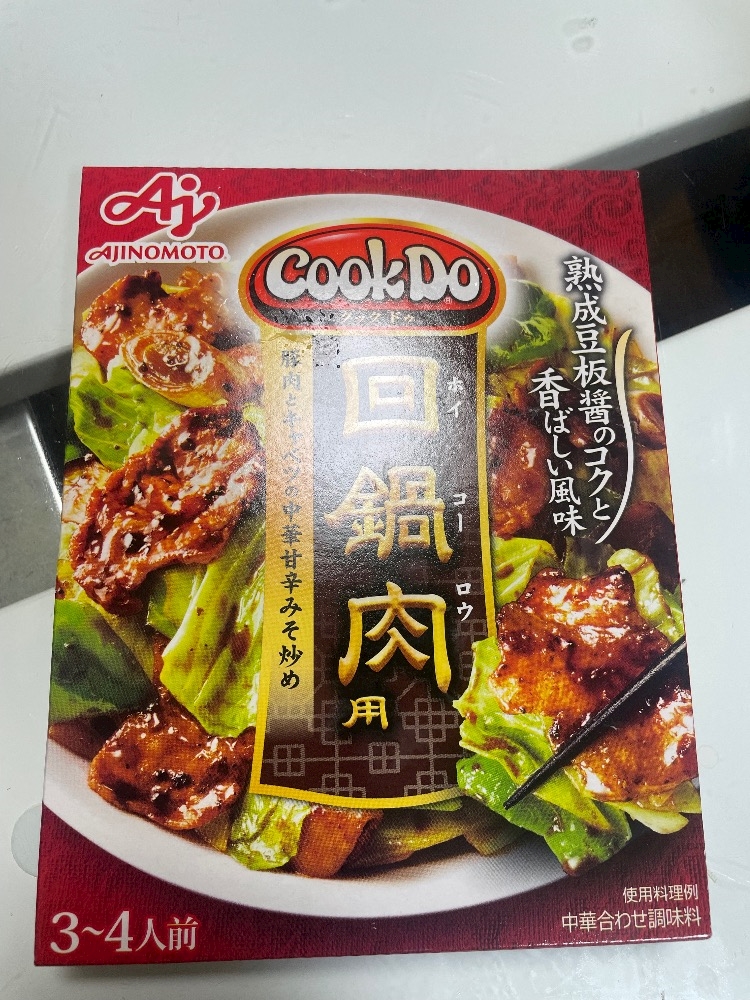 Aj
AJINOMOTO®
CookDo®
クックドゥ
熟成豆板醤のコクと
香ばしい風味
回鍋肉用
ホイコーロウ
豚肉とキャベツの中華甘辛みそ炒め
使用料理例
中華合わせ調味料
3~4人前